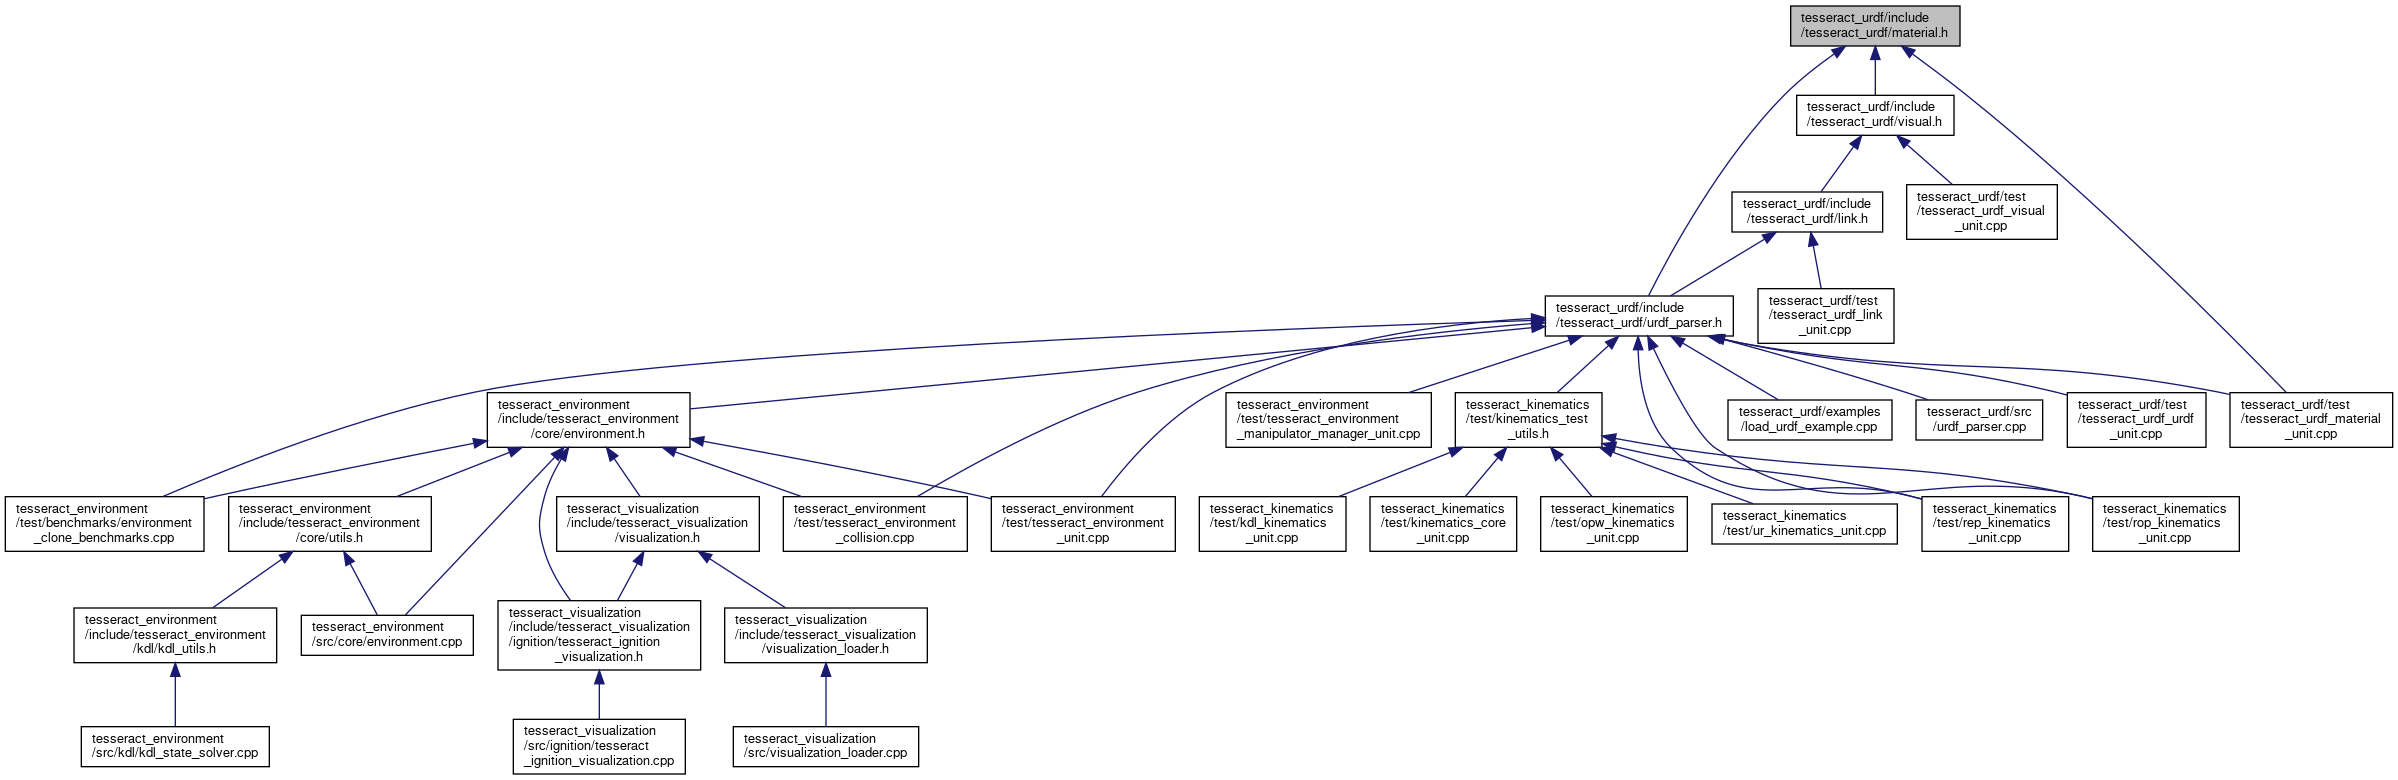 tesseract_urdf/include
/tesseract_urdf/material.h
tesseract_urdf/include
/tesseract_urdf/visual.h
tesseract_urdf/include
/tesseract_urdf/link.h
tesseract_urdf/test
/tesseract_urdf_visual
_unit.cpp
tesseract_urdf/include
/tesseract_urdf/urdf_parser.h
tesseract_urdf/test
/tesseract_urdf_link
_unit.cpp
tesseract_environment
/include/tesseract_environment
/core/environment.h
tesseract_environment
/test/tesseract_environment
_manipulator_manager_unit.cpp
tesseract_kinematics
/test/kinematics_test
_utils.h
tesseract_urdf/examples
/load_urdf_example.cpp
tesseract_urdf/src
/urdf_parser.cpp
tesseract_urdf/test
/tesseract_urdf_urdf
_unit.cpp
tesseract_urdf/test
/tesseract_urdf_material
_unit.cpp
tesseract_environment
/test/benchmarks/environment
_clone_benchmarks.cpp
tesseract_environment
/include/tesseract_environment
/core/utils.h
tesseract_visualization
/include/tesseract_visualization
/visualization.h
tesseract_environment
/test/tesseract_environment
_collision.cpp
tesseract_environment
/test/tesseract_environment
_unit.cpp
tesseract_kinematics
/test/kdl_kinematics
_unit.cpp
tesseract_kinematics
/test/kinematics_core
_unit.cpp
tesseract_kinematics
/test/opw_kinematics
_unit.cpp
tesseract_kinematics
/test/ur_kinematics_unit.cpp
tesseract_kinematics
/test/rep_kinematics
_unit.cpp
tesseract_kinematics
/test/rop_kinematics
_unit.cpp
tesseract_environment
/include/tesseract_environment
/kdl/kdl_utils.h
tesseract_environment
/src/core/environment.cpp
tesseract_visualization
/include/tesseract_visualization
/ignition/tesseract_ignition
_visualization.h
tesseract_visualization
/include/tesseract_visualization
/visualization_loader.h
tesseract_environment
/src/kdl/kdl_state_solver.cpp
tesseract_visualization
/src/ignition/tesseract
_ignition_visualization.cpp
tesseract_visualization
/src/visualization_loader.cpp